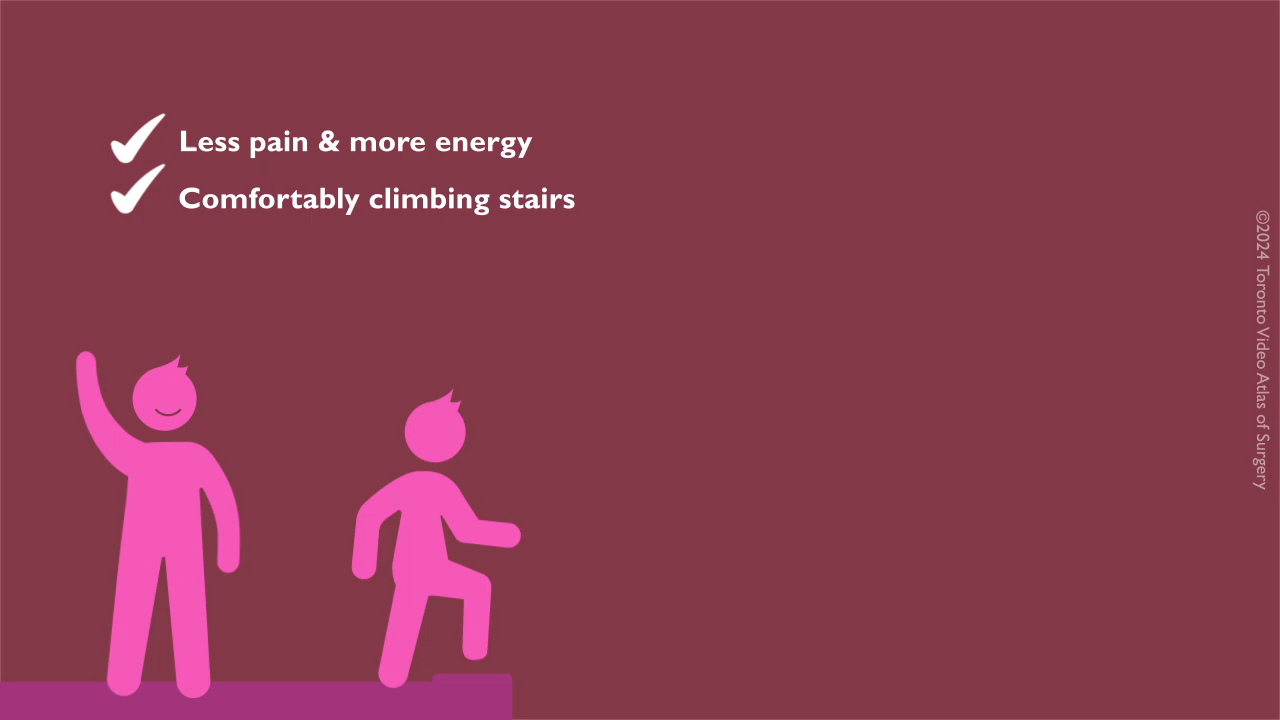 Less pain & more energy
Comfortably climbing stairs
©2024 Toronto Video Atlas of Surgery